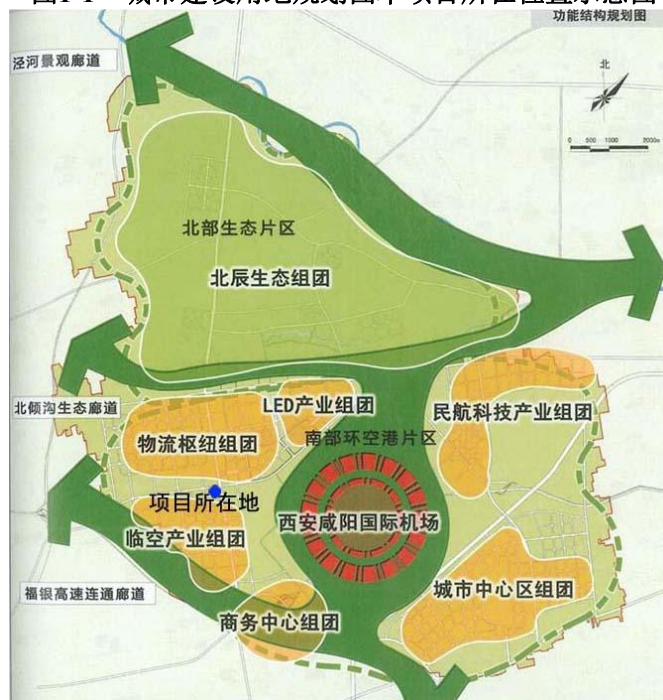 功能结构规划图
泾河景观廊道
北
0 500 1000 2000m
北部生态片区
北辰生态组团
北倾沟生态廊道
LED产业组团
民航科技产业组团
物流枢纽组团
南部环空港片区
项目所在地
西安咸阳国际机场
临空产业组团
福银高速连通廊道
城市中心区组团
商务中心组团